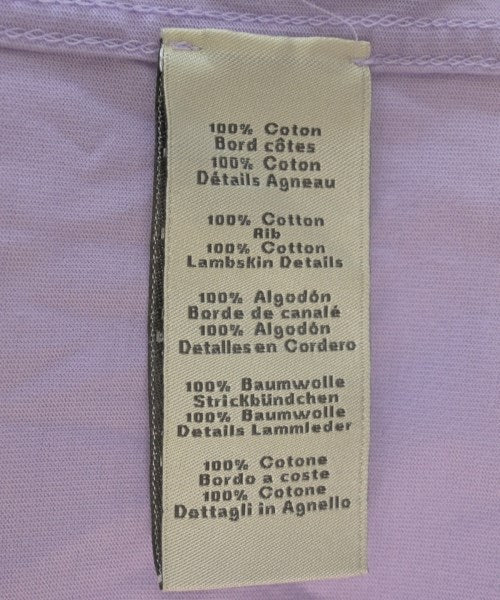 100% Coton
Bord côtes
100% Coton
Détails Agneau
100% Cotton
Rib
100% Cotton
Lambskin Details
100% Algodón
Borde de canalé
100% Algodón
Detalles en Cordero
100% Baumwolle
Strickbündchen
100% Baumwolle
Details Lammleder
100% Cotone
Bordo a coste
100% Cotone
Dettagli in Agnello